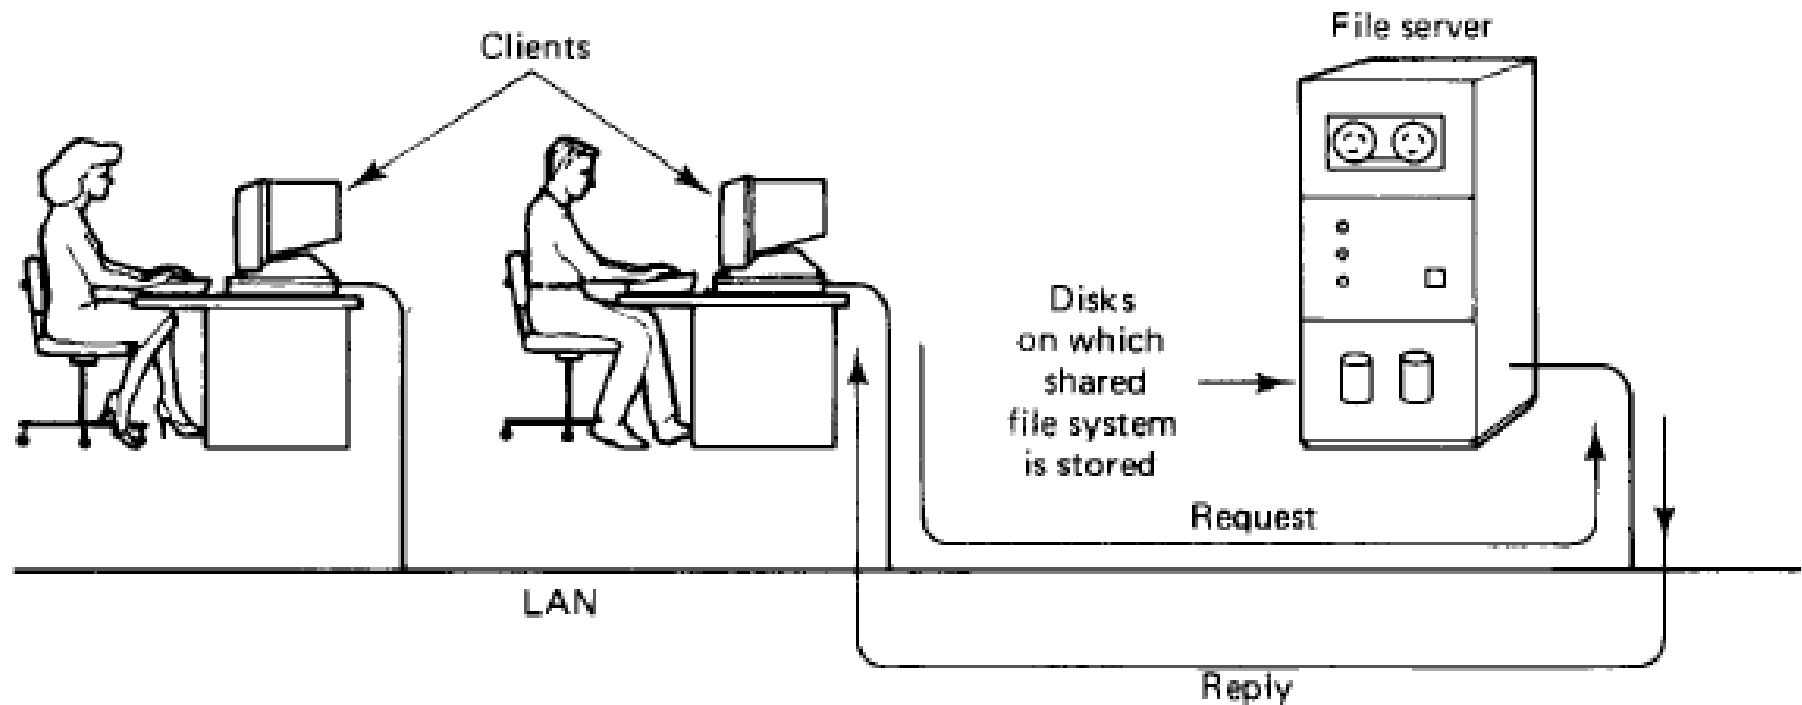 Clients
File server
Disks
on which
shared
file system
is stored
Request
LAN
Reply